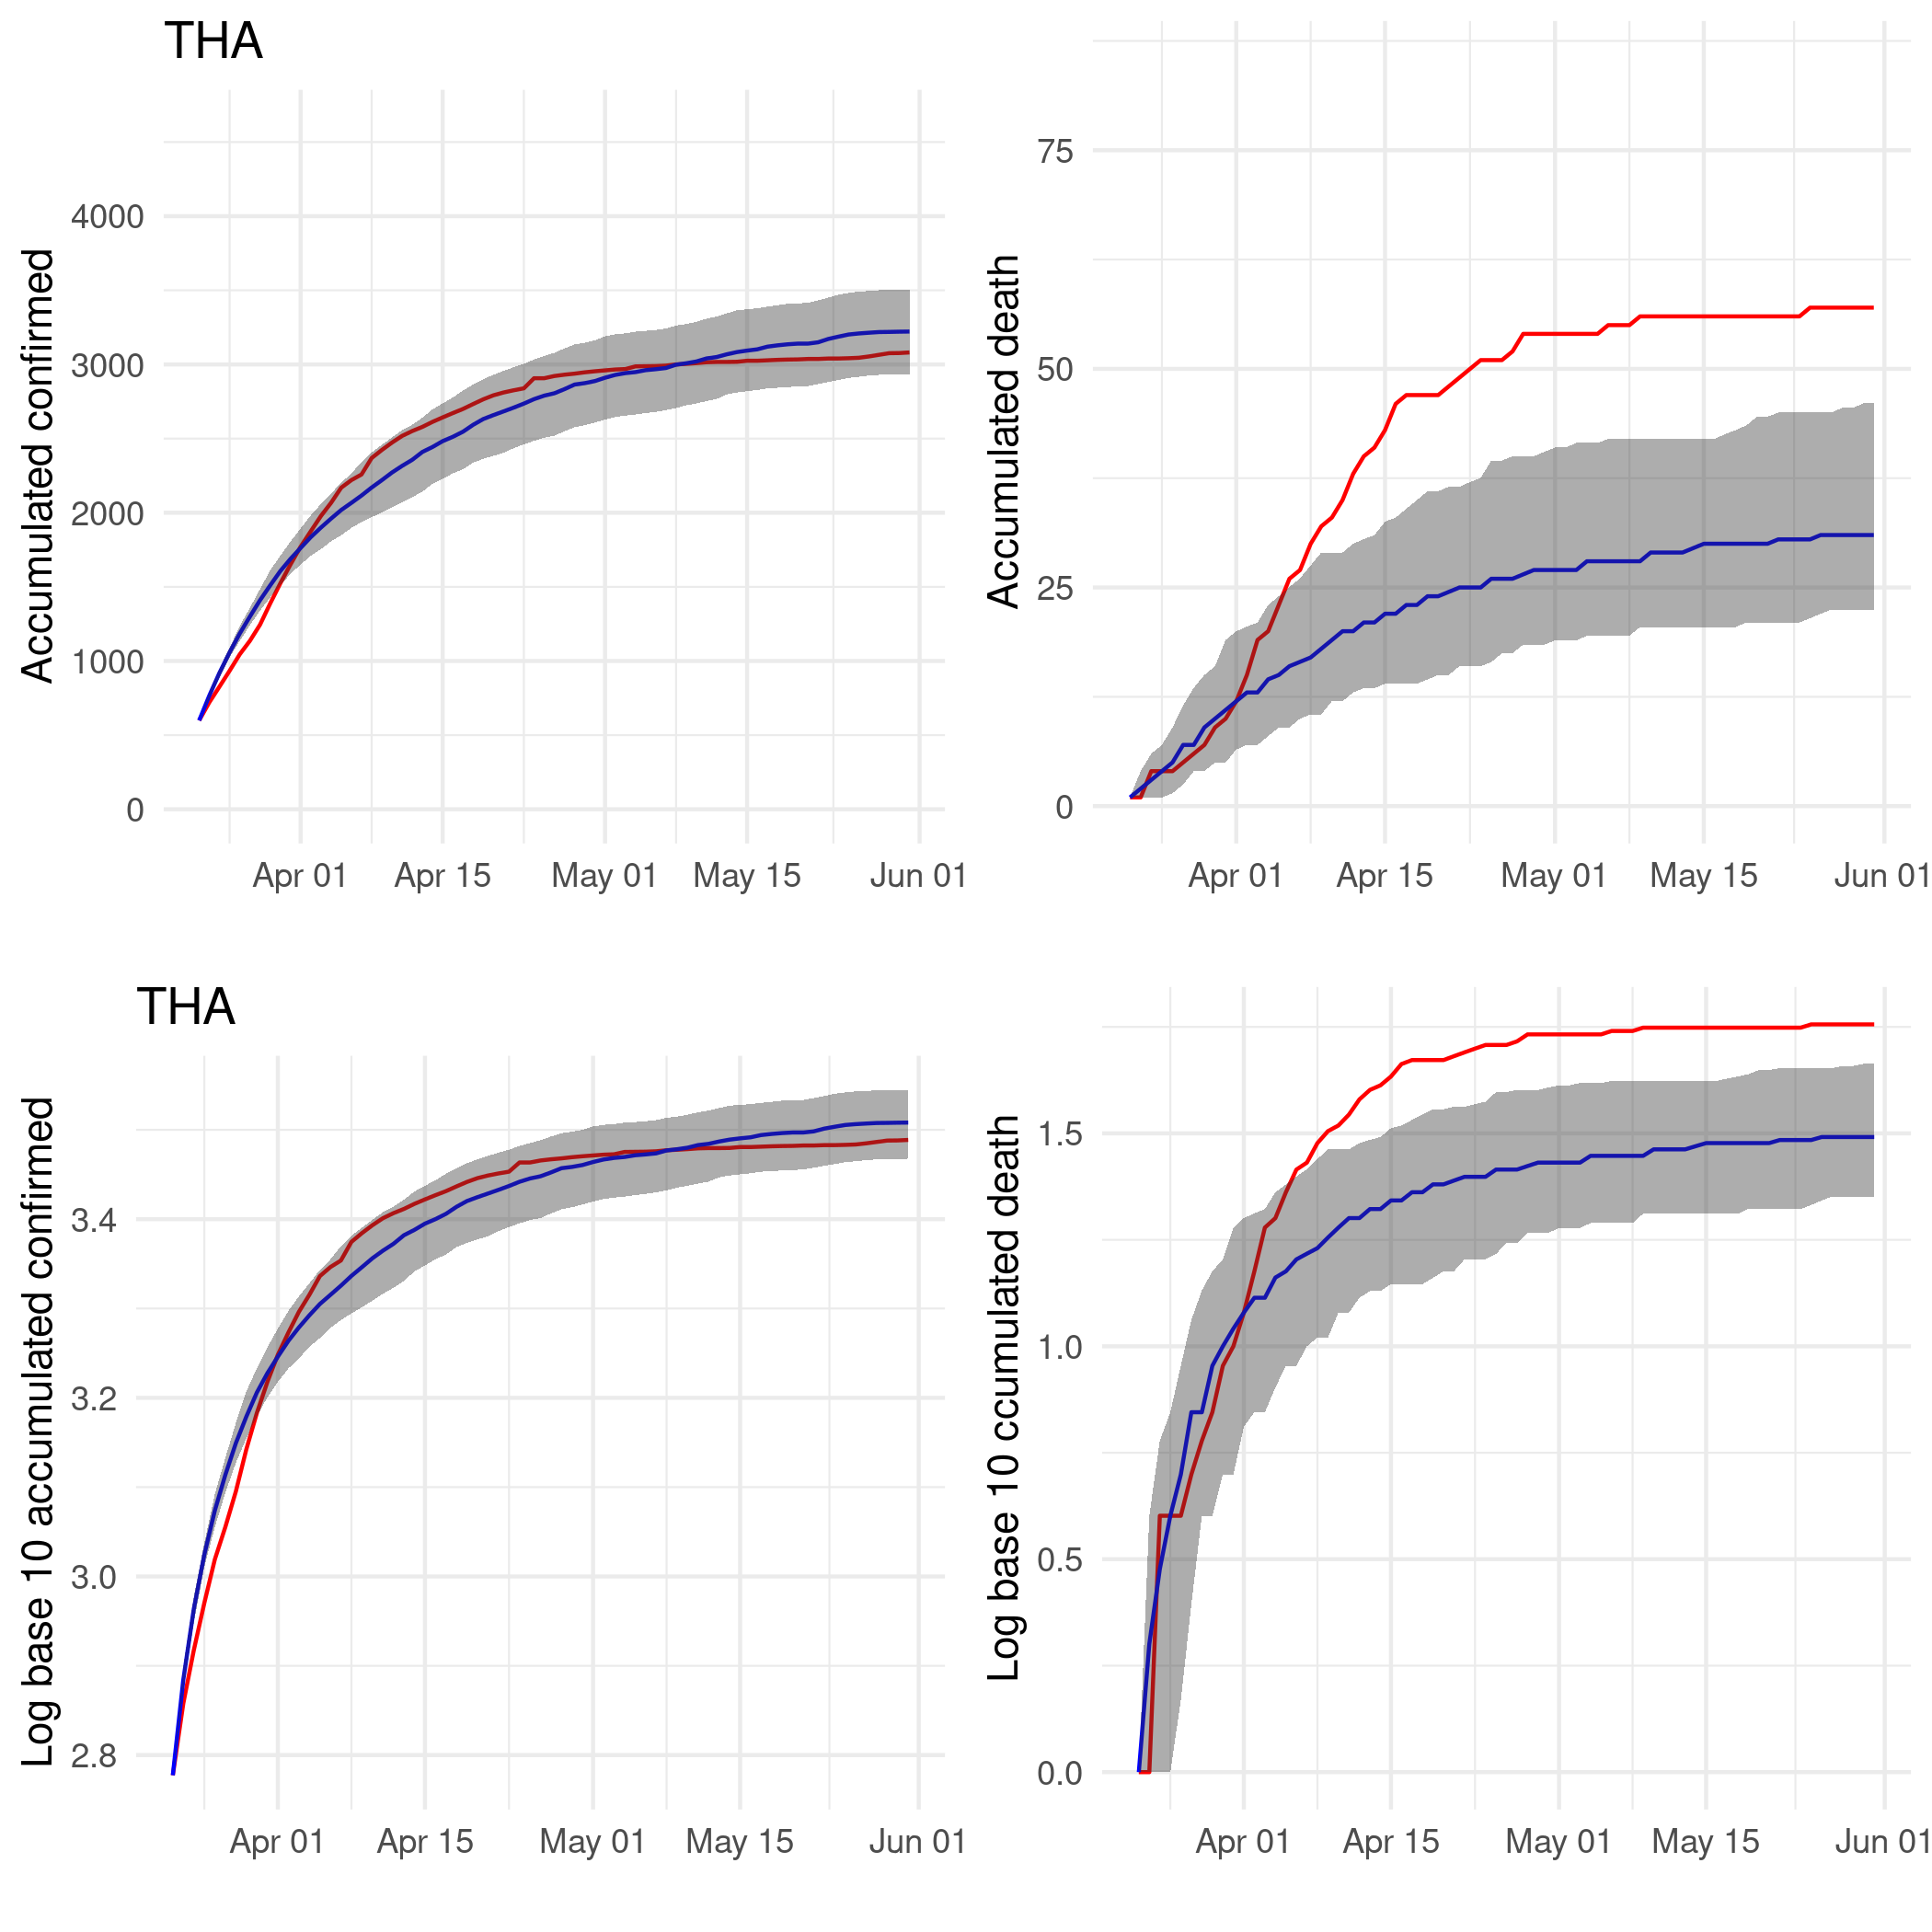 THA
Accumulated confirmed
4000
3000
2000
1000
0
Apr 01 Apr 15 May 01 May 15 Jun 01
Accumulated death
75
50
25
0
Apr 01 Apr 15 May 01 May 15 Jun 01
THA
Log base 10 accumulated confirmed
3.4
3.2
3.0
2.8
Apr 01 Apr 15 May 01 May 15 Jun 01
Log base 10 ccumulated death
1.5
1.0
0.5
0.0
Apr 01 Apr 15 May 01 May 15 Jun 01